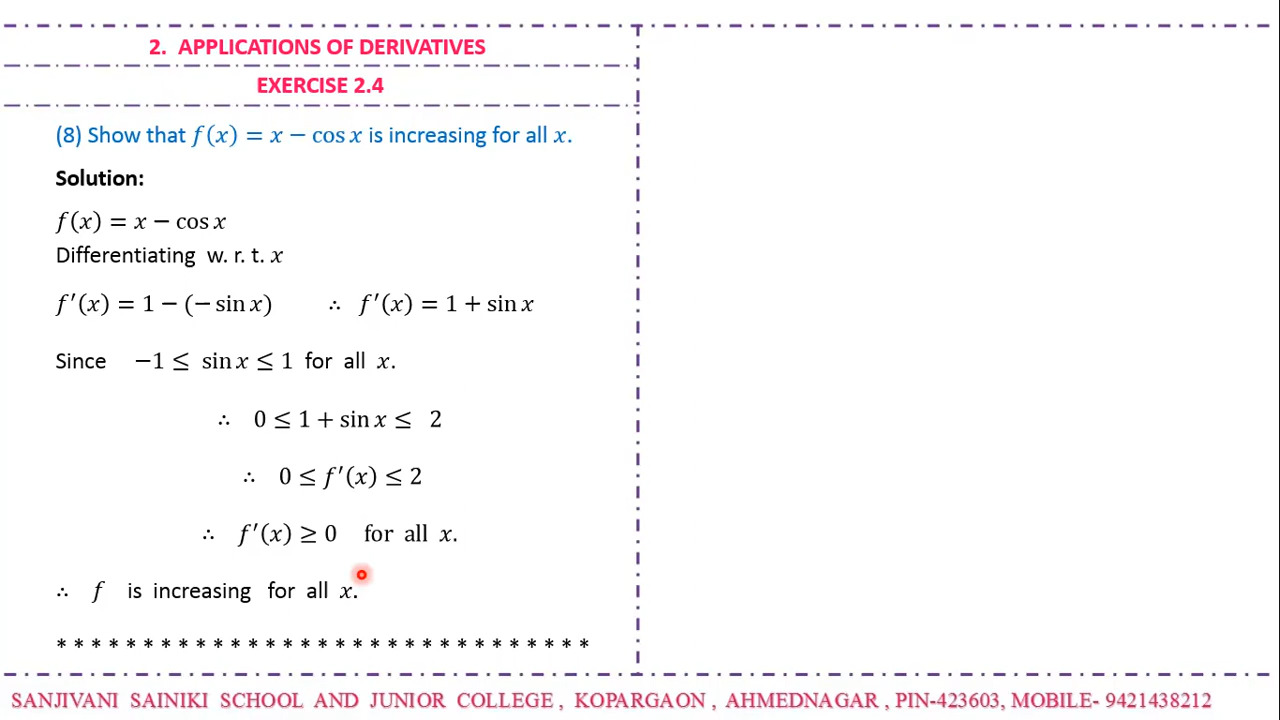 2. APPLICATIONS OF DERIVATIVES
EXERCISE 2.4
(8) Show that f(x) = x − cos x is increasing for all x.
Solution:
f(x) = x − cos x
Differentiating w. r. t. x
f′(x) = 1 − (− sin x) ∴ f′(x) = 1 + sin x
Since −1 ≤ sin x ≤ 1 for all x.
∴ 0 ≤ 1 + sin x ≤ 2
∴ 0 ≤ f′(x) ≤ 2
∴ f′(x) ≥ 0 for all x.
∴ f is increasing for all x.
* * * * * * * * * * * * * * * * * * * * * * * * * * * * * * *
SANJIVANI SAINIKI SCHOOL AND JUNIOR COLLEGE , KOPARGAON , AHMEDNAGAR , PIN-423603, MOBILE- 9421438212